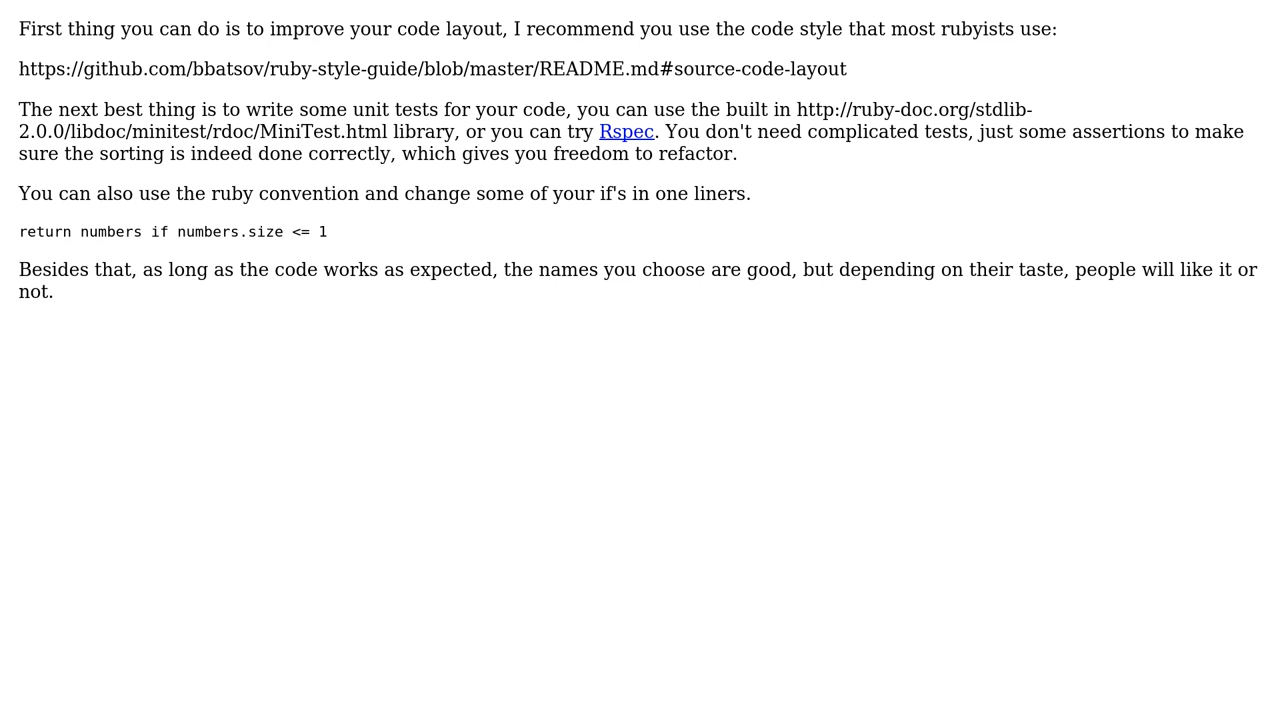 First thing you can do is to improve your code layout, I recommend you use the code style that most rubyists use:
https://github.com/bbatsov/ruby-style-guide/blob/master/README.md#source-code-layout
The next best thing is to write some unit tests for your code, you can use the built in http://ruby-doc.org/stdlib-
2.0.0/libdoc/minitest/rdoc/MiniTest.html library, or you can try Rspec. You don't need complicated tests, just some assertions to make
sure the sorting is indeed done correctly, which gives you freedom to refactor.
You can also use the ruby convention and change some of your if's in one liners.
return numbers if numbers.size <= 1
Besides that, as long as the code works as expected, the names you choose are good, but depending on their taste, people will like it or
not.